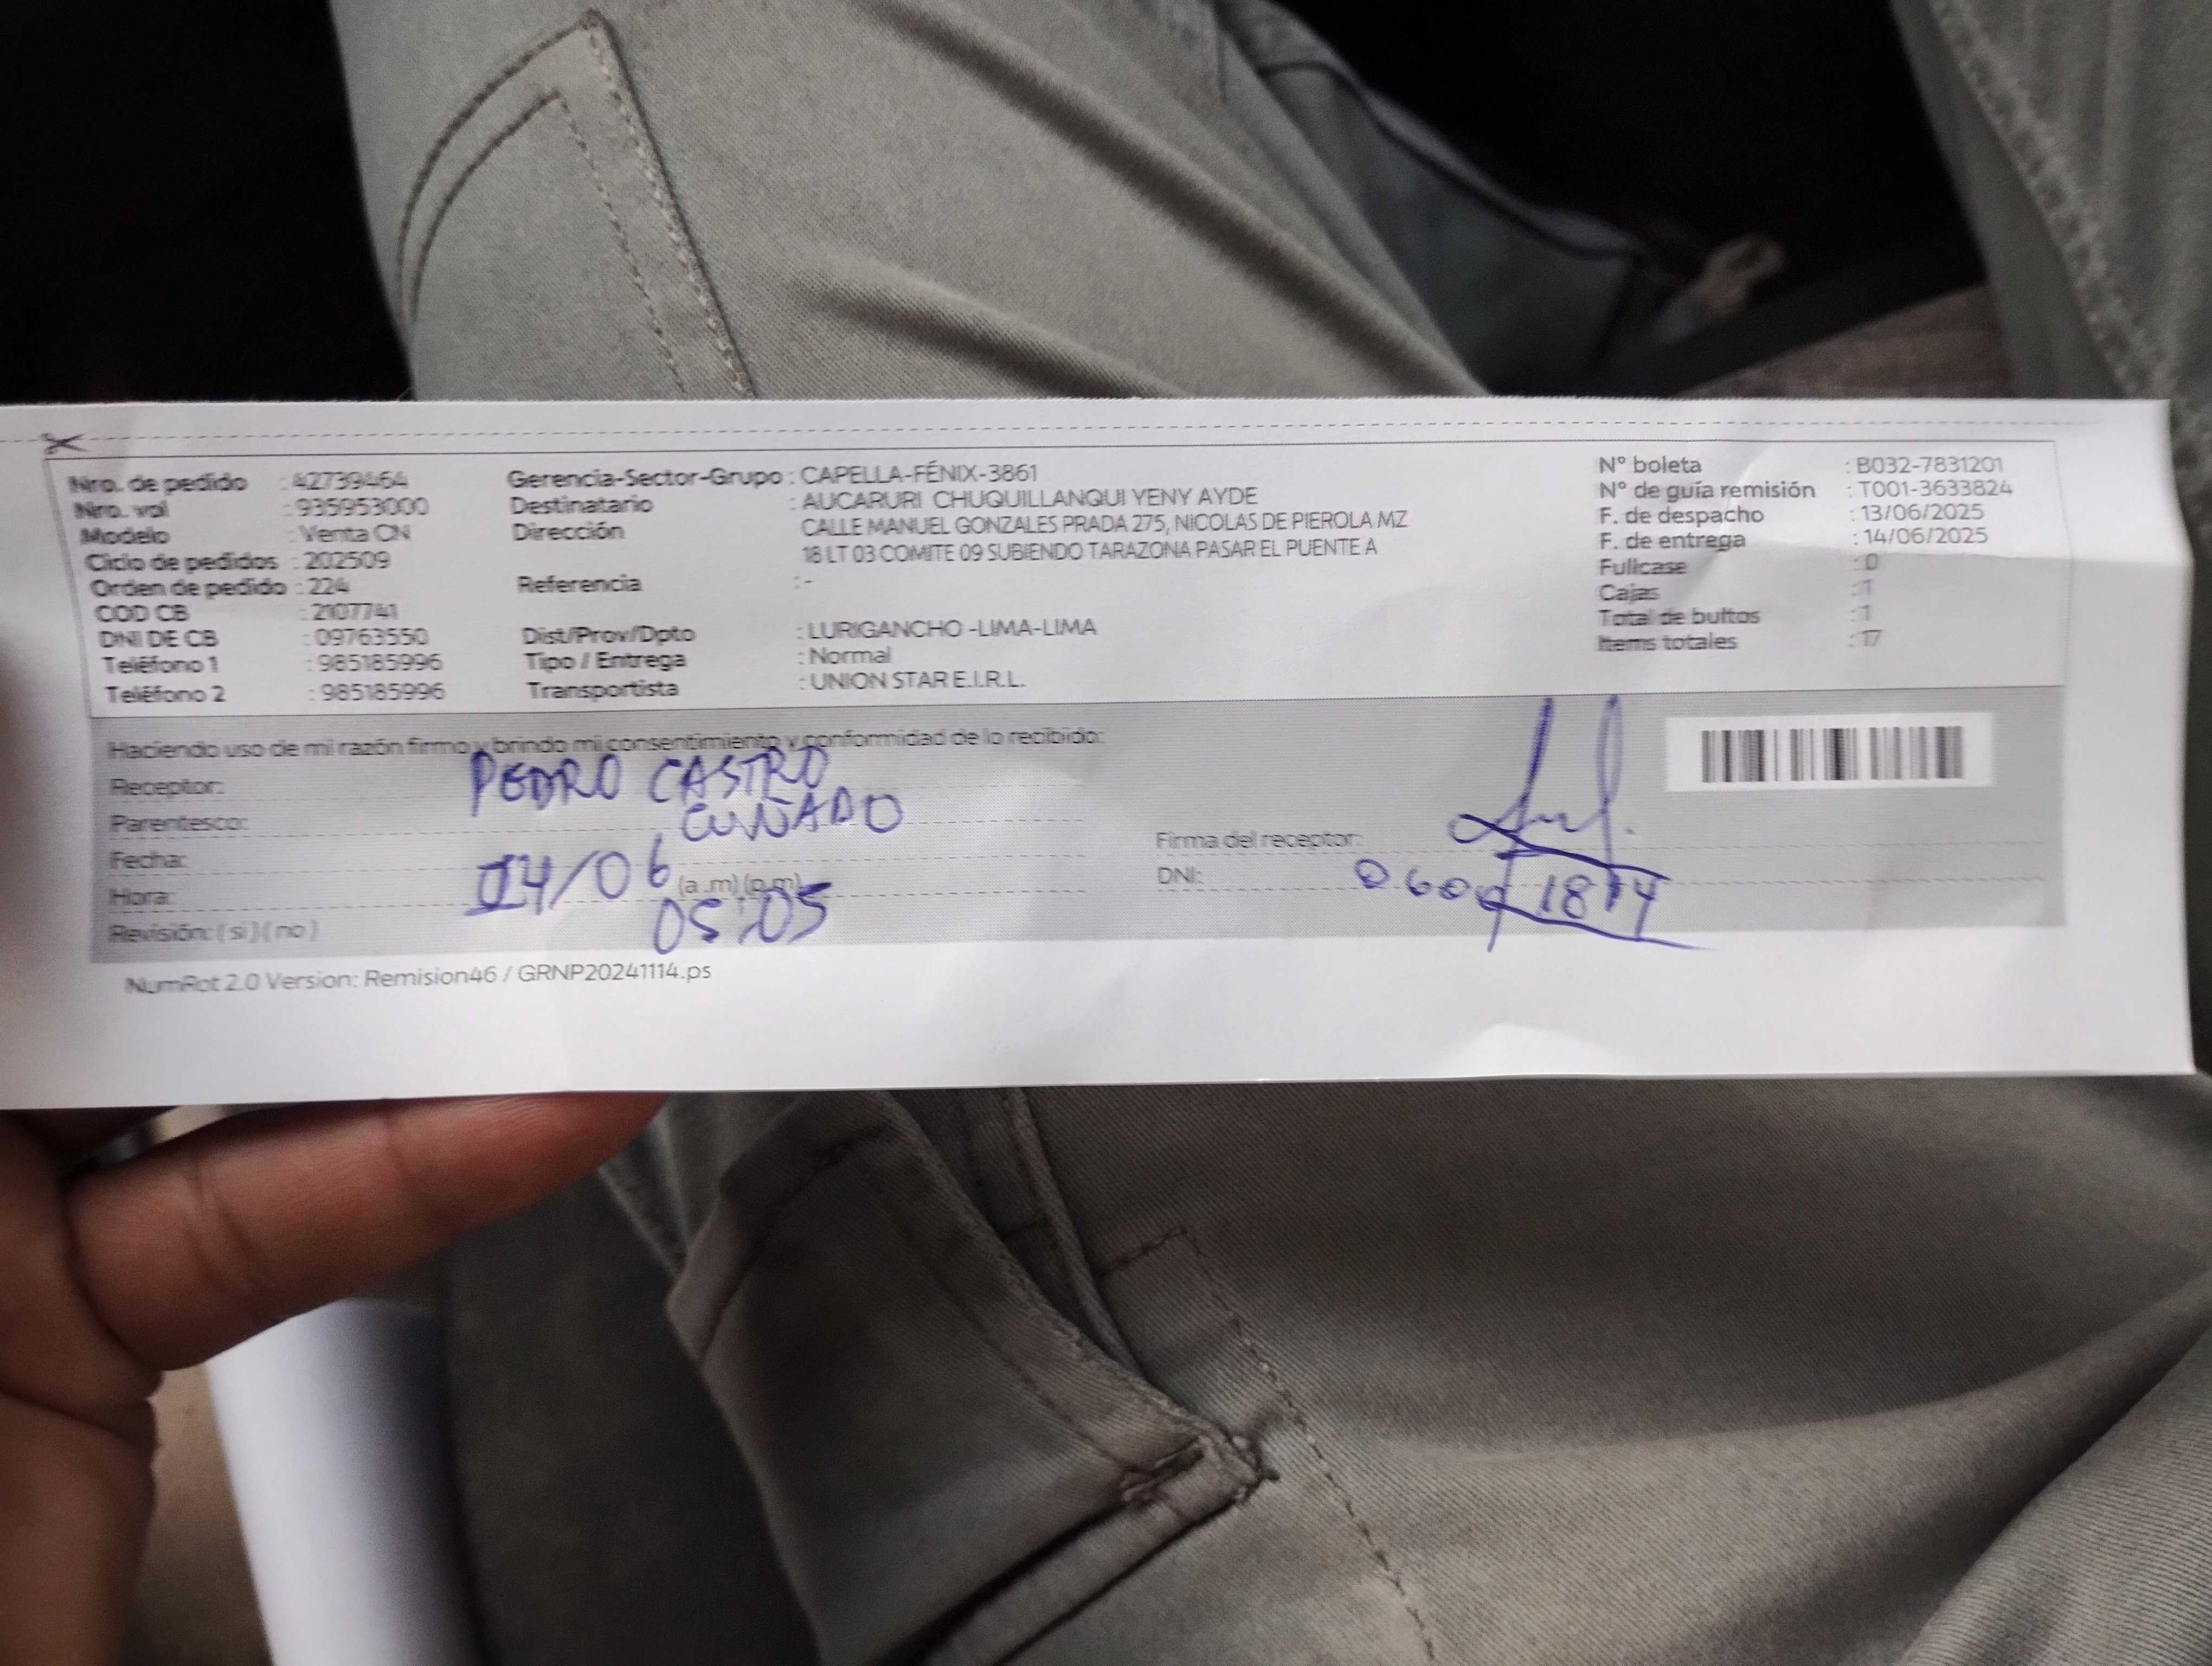 Nro. de pedido : 42739464
Nro. vol : 935953000
Modelo : Venta CN
Ciclo de pedidos : 202509
Orden de pedido : 224
COD CB : 2107741
DNI DE CB : 09763550
Teléfono 1 : 985185996
Teléfono 2 : 985185996
Gerencia-Sector-Grupo : CAPELLA-FÉNIX-3861
Destinatario : AUCARURI CHUQUILLANQUI YENY AYDE
Dirección CALLE MANUEL GONZALES PRADA 275, NICOLAS DE PIEROLA MZ
18 LT 03 COMITE 09 SUBIENDO TARAZONA PASAR EL PUENTE A
Referencia : -
Dist/Prov/Dpto : LURIGANCHO -LIMA-LIMA
Tipo / Entrega : Normal
Transportista : UNION STAR E.I.R.L.
N° boleta : B032-7831201
N° de guía remisión : T001-3633824
F. de despacho : 13/06/2025
F. de entrega : 14/06/2025
Fullcase : 0
Cajas : 1
Total de bultos : 1
Items totales : 17
Haciendo uso de mi razón firmo y brindo mi consentimiento y conformidad de lo recibido:
Receptor: PEDRO CASTRO
Parentesco: CUÑADO
Fecha: 14/06
Hora: (a .m) (p.m) 05:05
Revisión: ( si ) ( no )
Firma del receptor:
DNI:
NumRot 2.0 Version: Remision46 / GRNP20241114.ps